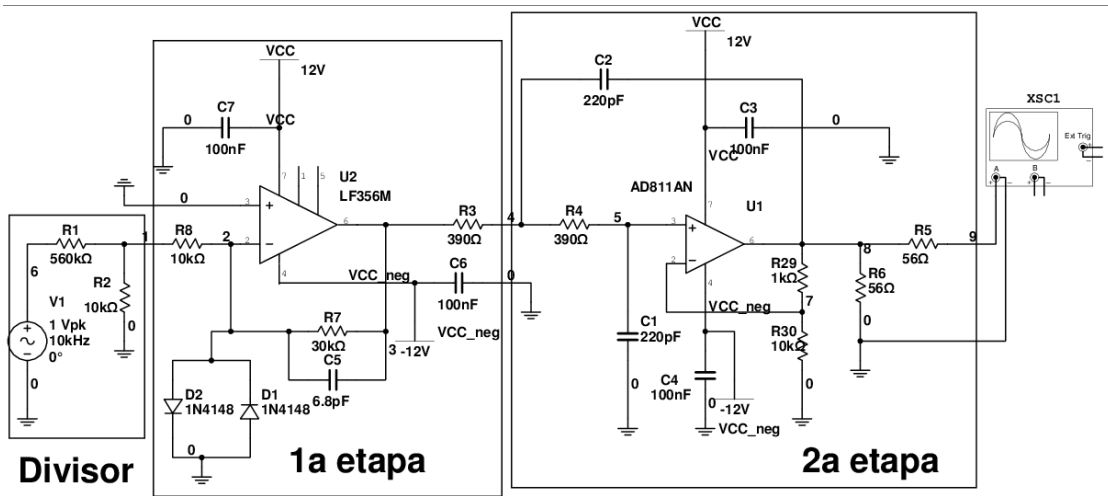 VCC
12V
C7
VCC
0
100nF
U2
LF356M
7
1
5
0
3
2
6
4
R1
560kΩ
1
R8
10kΩ
2
6
R2
10kΩ
0
V1
1 Vpk
10kHz
0°
0
VCC_neg
C6
0
100nF
R7
30kΩ
3
-12V
VCC_neg
C5
6.8pF
D2
1N4148
D1
1N4148
0
Divisor
1a etapa
R3
390Ω
4
R4
390Ω
5
C2
220pF
VCC
12V
C3
0
100nF
VCC
AD811AN
U1
7
3
2
6
4
C1
220pF
0
VCC_neg
C4
100nF
0
-12V
VCC_neg
R29
1kΩ
7
R30
10kΩ
0
8
R5
56Ω
9
R6
56Ω
0
2a etapa
XSC1
Ext Trig
+
-
A
B
+
-
+
-